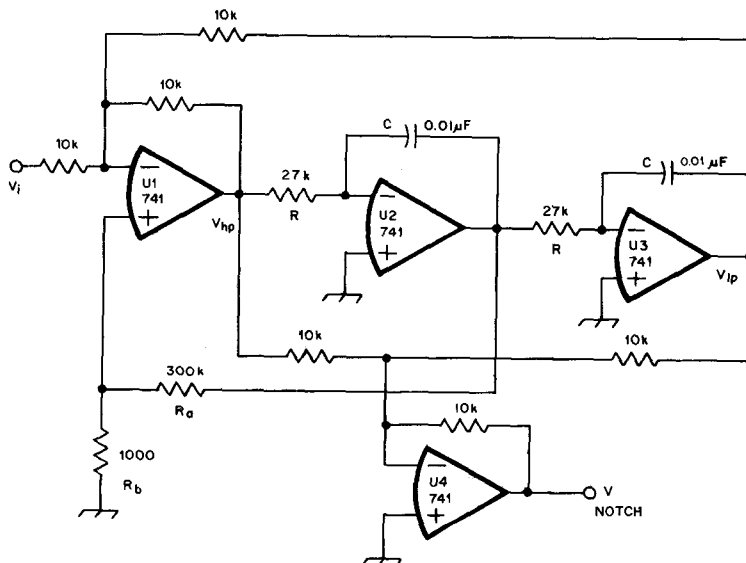 10k
10k
10k
Vi
U1
741
Vhp
27k
R
C 0.01µF
U2
741
27k
R
C 0.01µF
U3
741
Vlp
10k
10k
300k
Ra
1000
Rb
10k
U4
741
V
NOTCH